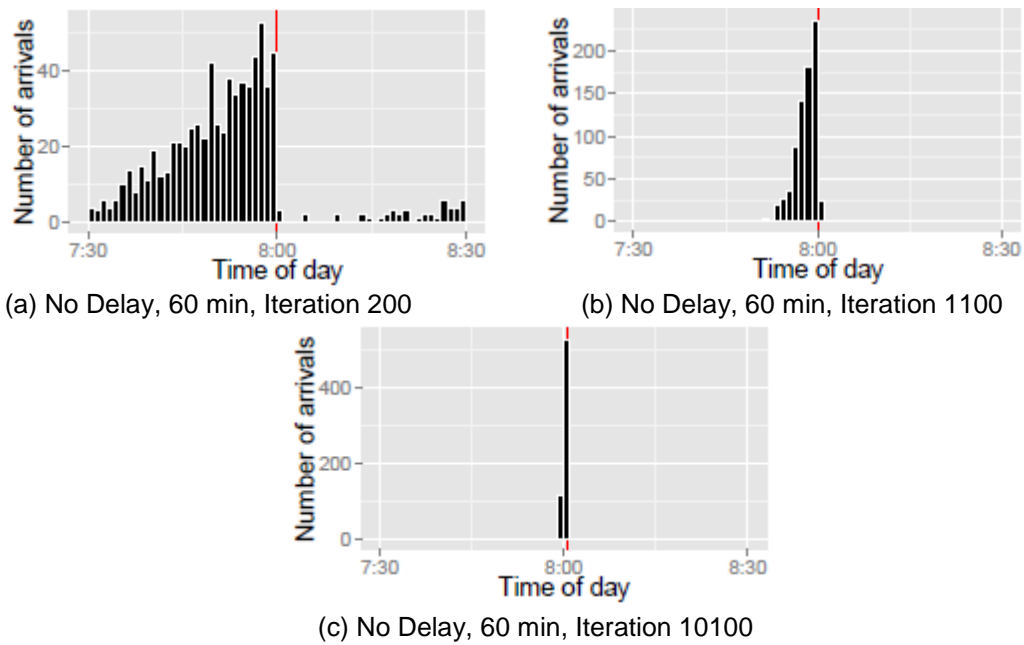 Number of arrivals
40
20
0
7:30
8:00
8:30
Time of day
(a) No Delay, 60 min, Iteration 200
Number of arrivals
200
150
100
50
0
7:30
8:00
8:30
Time of day
(b) No Delay, 60 min, Iteration 1100
Number of arrivals
400
200
0
7:30
8:00
8:30
Time of day
(c) No Delay, 60 min, Iteration 10100